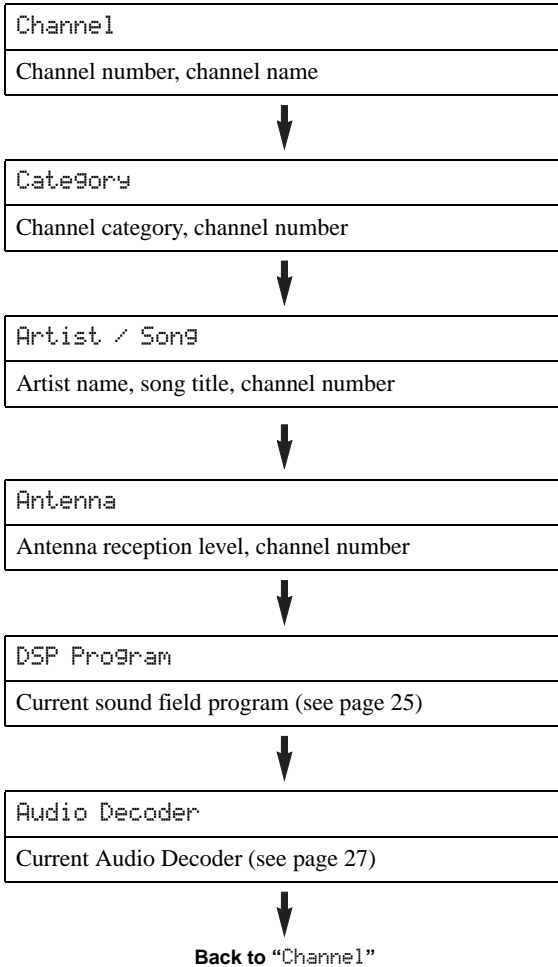 Channel
Channel number, channel name
Category
Channel category, channel number
Artist / Song
Artist name, song title, channel number
Antenna
Antenna reception level, channel number
DSP Program
Current sound field program (see page 25)
Audio Decoder
Current Audio Decoder (see page 27)
Back to “Channel”